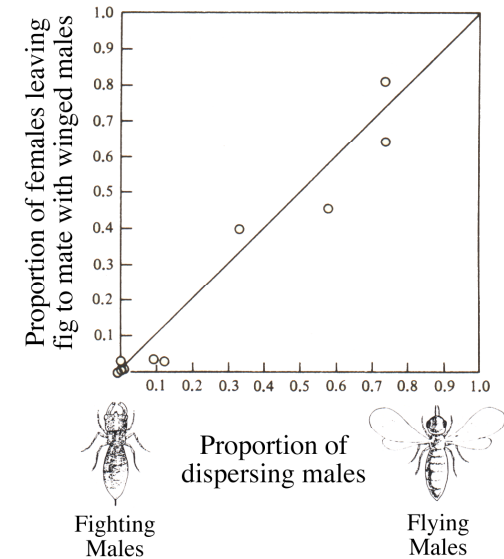 Proportion of females leaving
fig to mate with winged males
1.0
0.9
0.8
0.7
0.6
0.5
0.4
0.3
0.2
0.1
0.1 0.2 0.3 0.4 0.5 0.6 0.7 0.8 0.9 1.0
Proportion of
dispersing males
Fighting
Males
Flying
Males